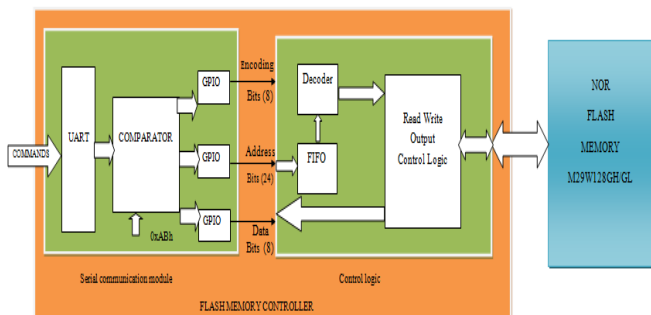 COMMANDS
UART
COMPARATOR
0xABh
GPIO
GPIO
GPIO
Encoding
Bits (8)
Address
Bits (24)
Data
Bits (8)
Decoder
FIFO
Read Write
Output
Control Logic
NOR
FLASH
MEMORY
M29W128GH/GL
Serial communication module
Control logic
FLASH MEMORY CONTROLLER